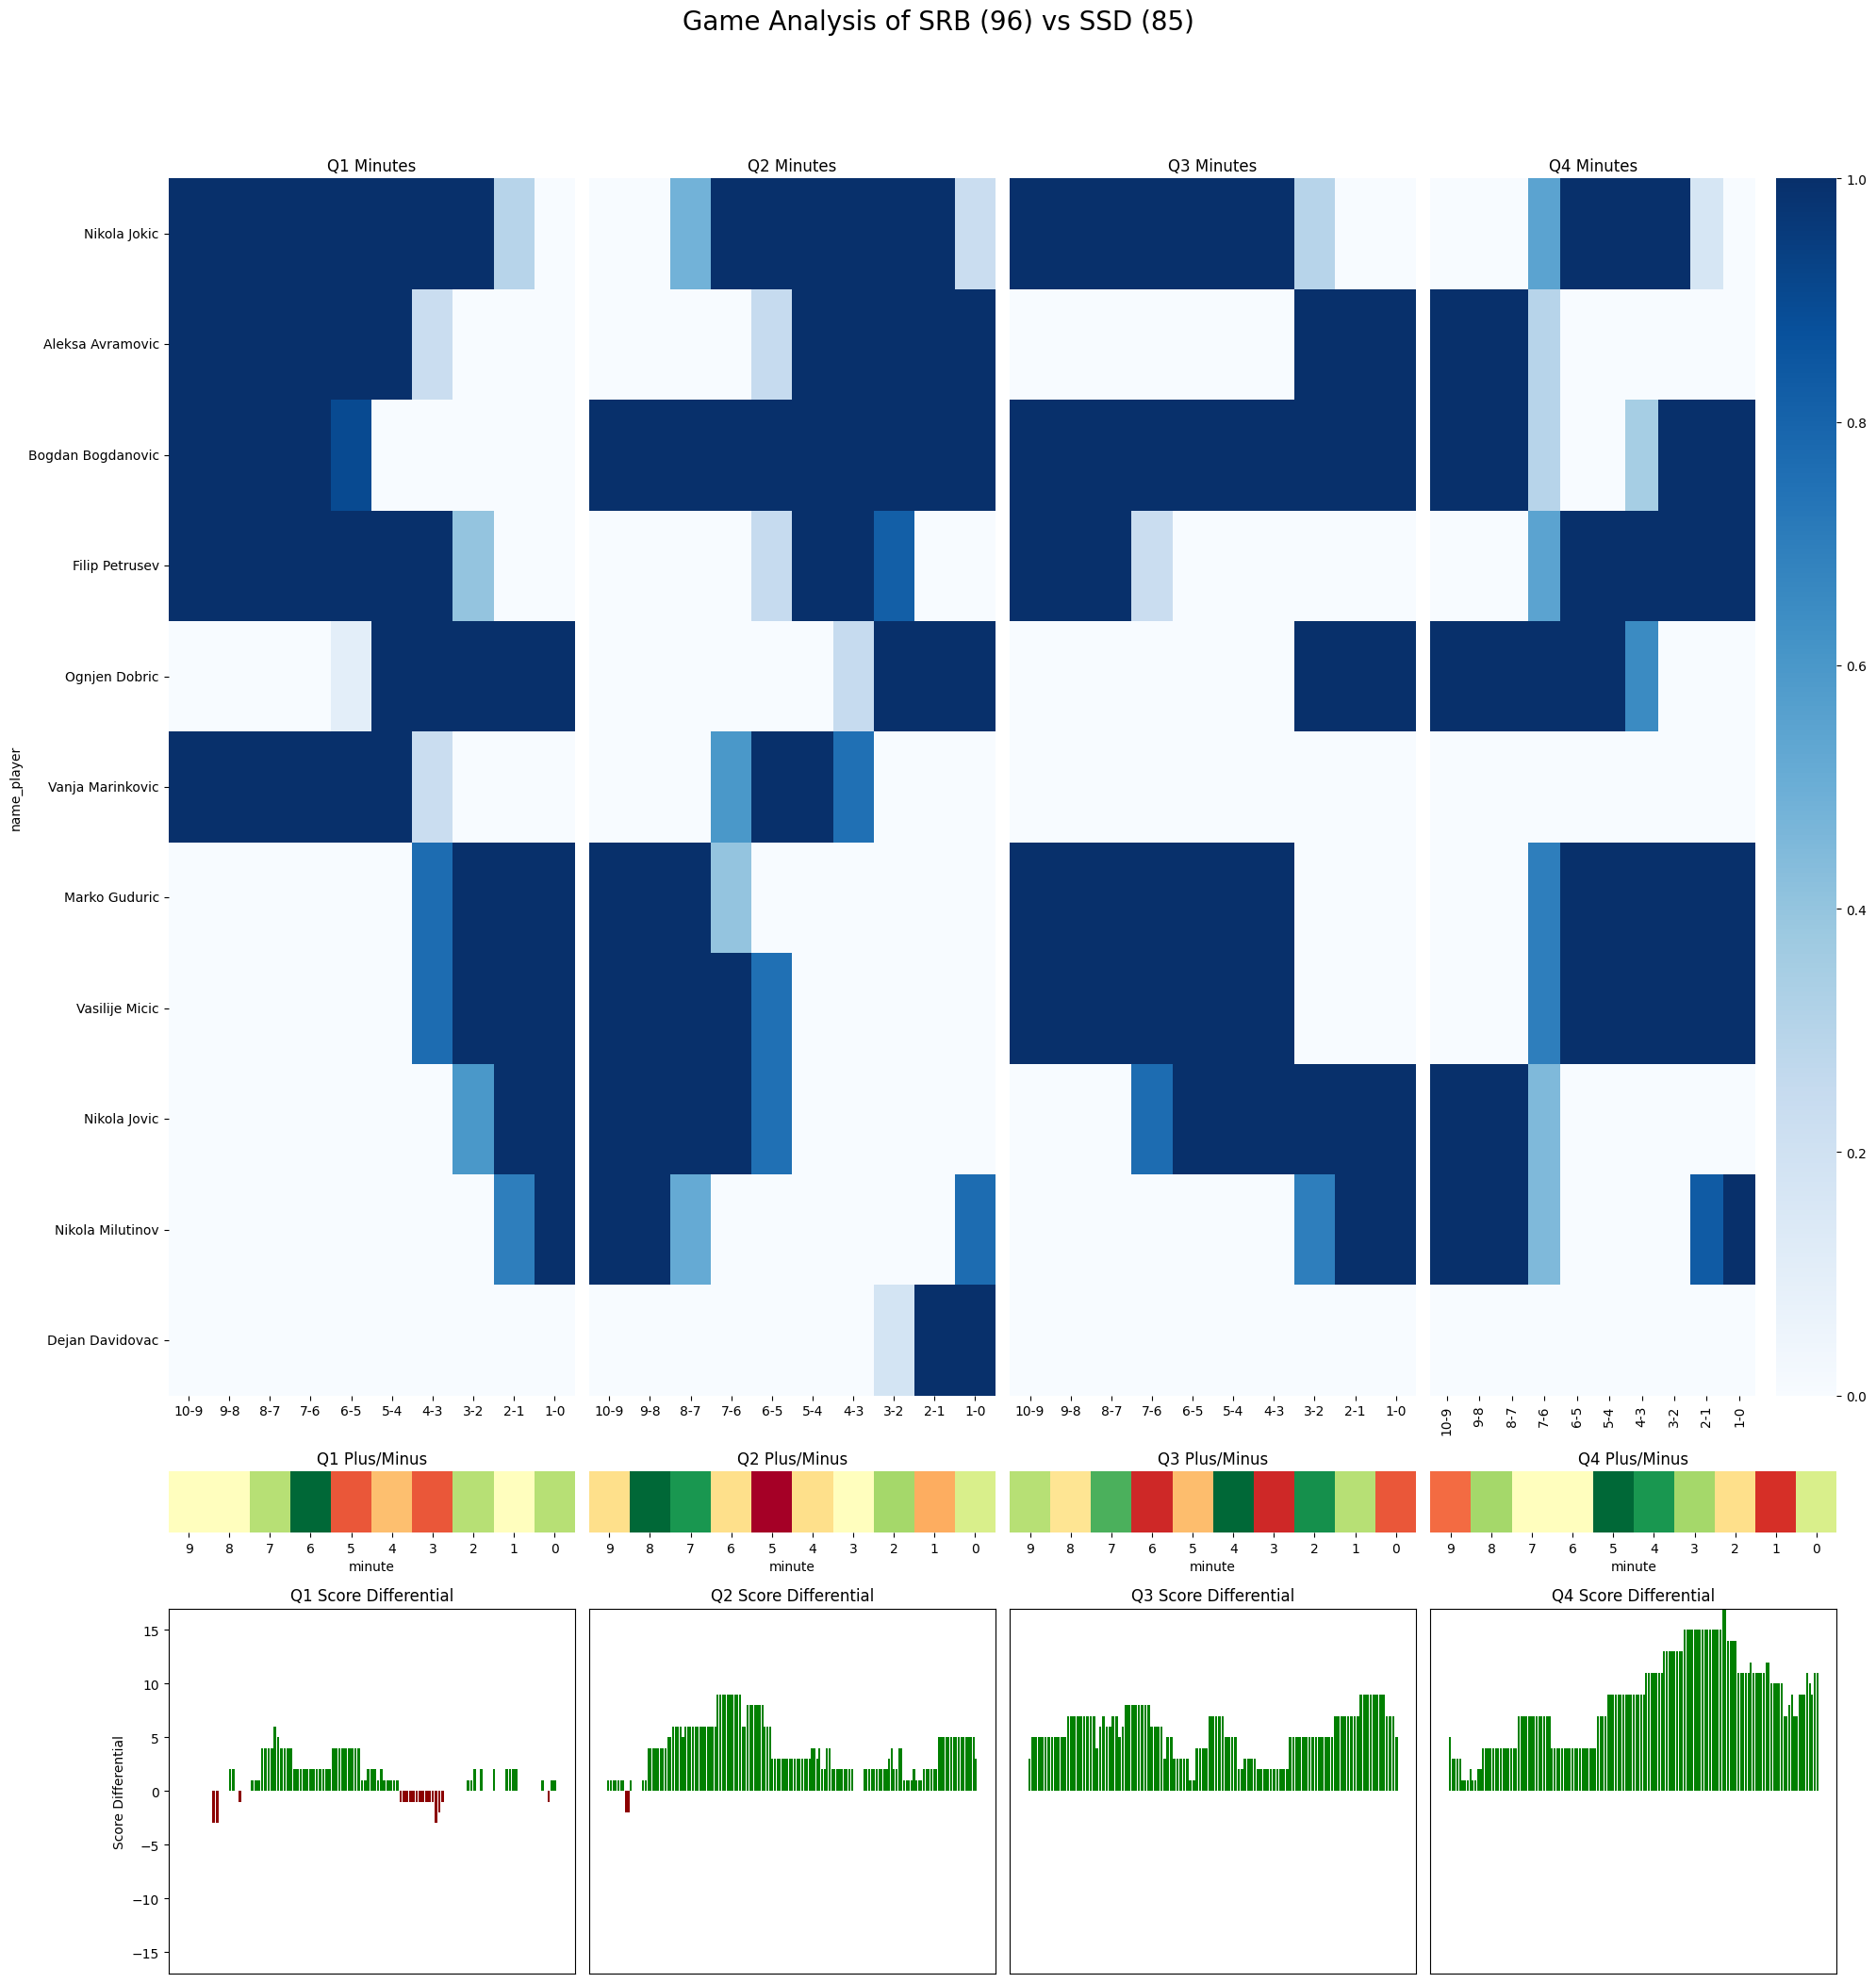 Game Analysis of SRB (96) vs SSD (85)
Q1 Minutes Q2 Minutes Q3 Minutes Q4 Minutes
name_player
Nikola Jokic
Aleksa Avramovic
Bogdan Bogdanovic
Filip Petrusev
Ognjen Dobric
Vanja Marinkovic
Marko Guduric
Vasilije Micic
Nikola Jovic
Nikola Milutinov
Dejan Davidovac
1.0
0.8
0.6
0.4
0.2
0.0
10-9 9-8 8-7 7-6 6-5 5-4 4-3 3-2 2-1 1-0 10-9 9-8 8-7 7-6 6-5 5-4 4-3 3-2 2-1 1-0 10-9 9-8 8-7 7-6 6-5 5-4 4-3 3-2 2-1 1-0 10-9 9-8 8-7 7-6 6-5 5-4 4-3 3-2 2-1 1-0
Q1 Plus/Minus Q2 Plus/Minus Q3 Plus/Minus Q4 Plus/Minus
9 8 7 6 5 4 3 2 1 0 9 8 7 6 5 4 3 2 1 0 9 8 7 6 5 4 3 2 1 0 9 8 7 6 5 4 3 2 1 0
minute minute minute minute
Q1 Score Differential Q2 Score Differential Q3 Score Differential Q4 Score Differential
Score Differential
15
10
5
0
−5
−10
−15